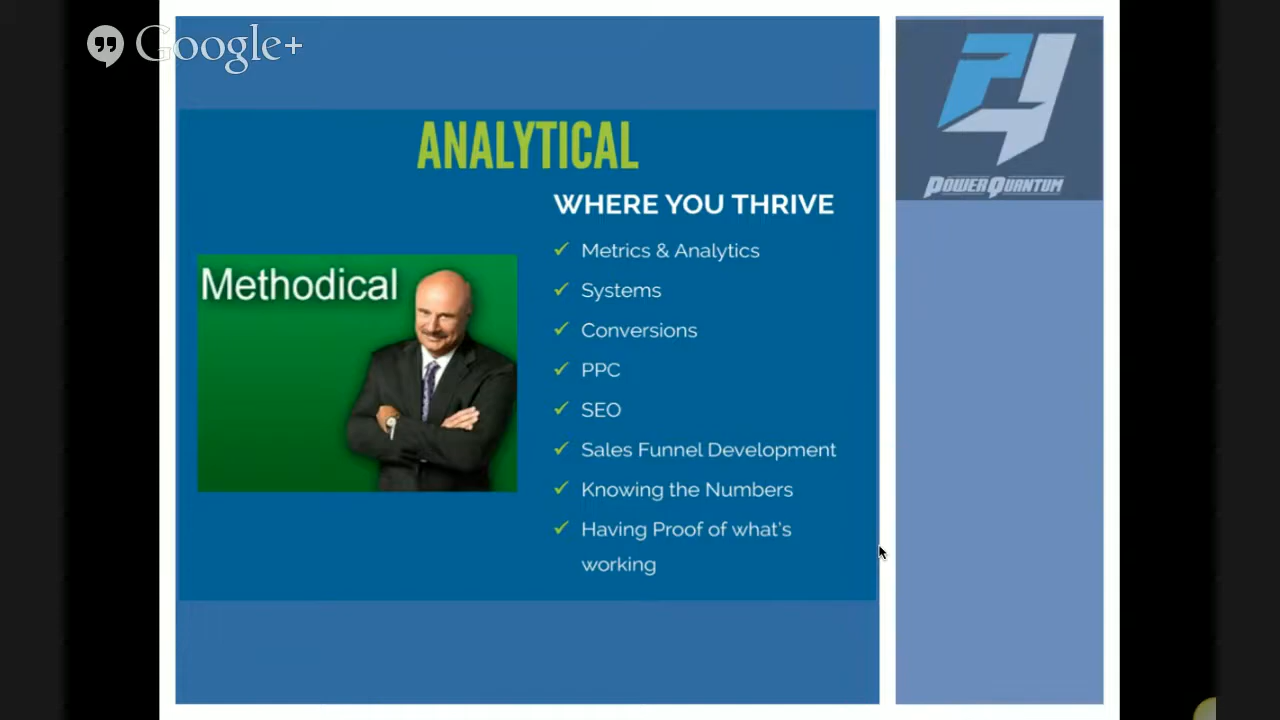 Google+
ANALYTICAL
WHERE YOU THRIVE
Methodical
Metrics & Analytics
Systems
Conversions
PPC
SEO
Sales Funnel Development
Knowing the Numbers
Having Proof of what's
working
POWERQUANTUM